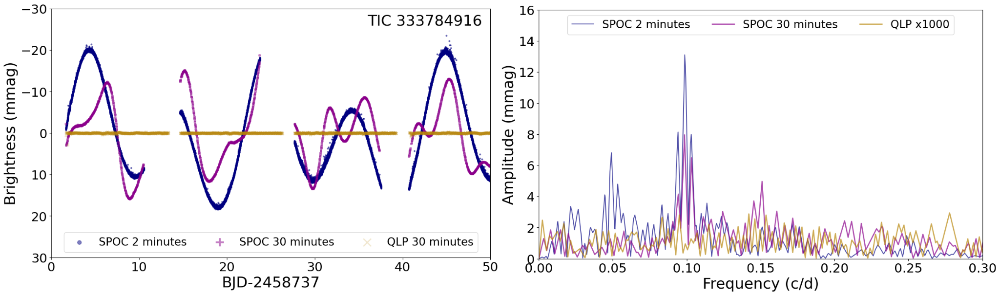 TIC 333784916
−30
−20
−10
0
10
20
30
0 10 20 30 40 50
Brightness (mmag)
BJD-2458737
SPOC 2 minutes SPOC 30 minutes QLP 30 minutes
SPOC 2 minutes SPOC 30 minutes QLP x1000
16
14
12
10
8
6
4
2
0
0.00 0.05 0.10 0.15 0.20 0.25 0.30
Amplitude (mmag)
Frequency (c/d)